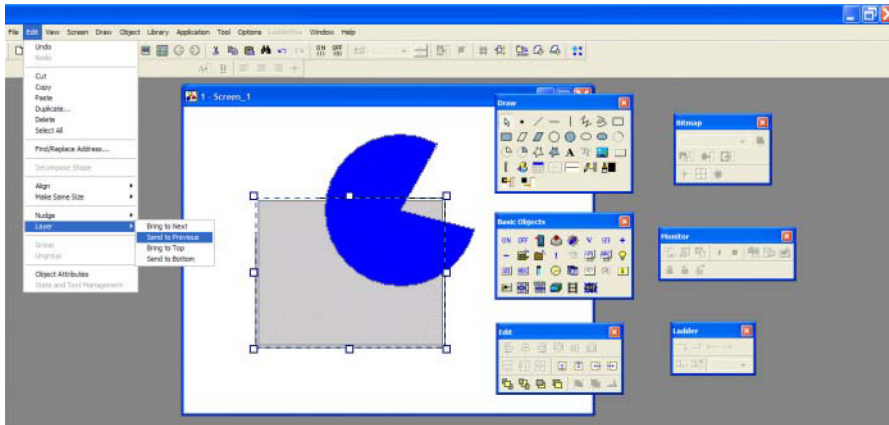 File Edit View Screen Draw Object Library Application Tool Options LadderPlus Window Help
Undo
Redo
Cut
Copy
Paste
Duplicate...
Delete
Select All
Find/Replace Address...
Decompose Shape
Align
Make Same Size
Nudge
Layer
Group
Ungroup
Object Attributes
State and Text Management
Bring to Next
Send to Previous
Bring to Top
Send to Bottom
1 - Screen_1
Draw
Bitmap
Basic Objects
ON OFF
Monitor
Edit
Ladder